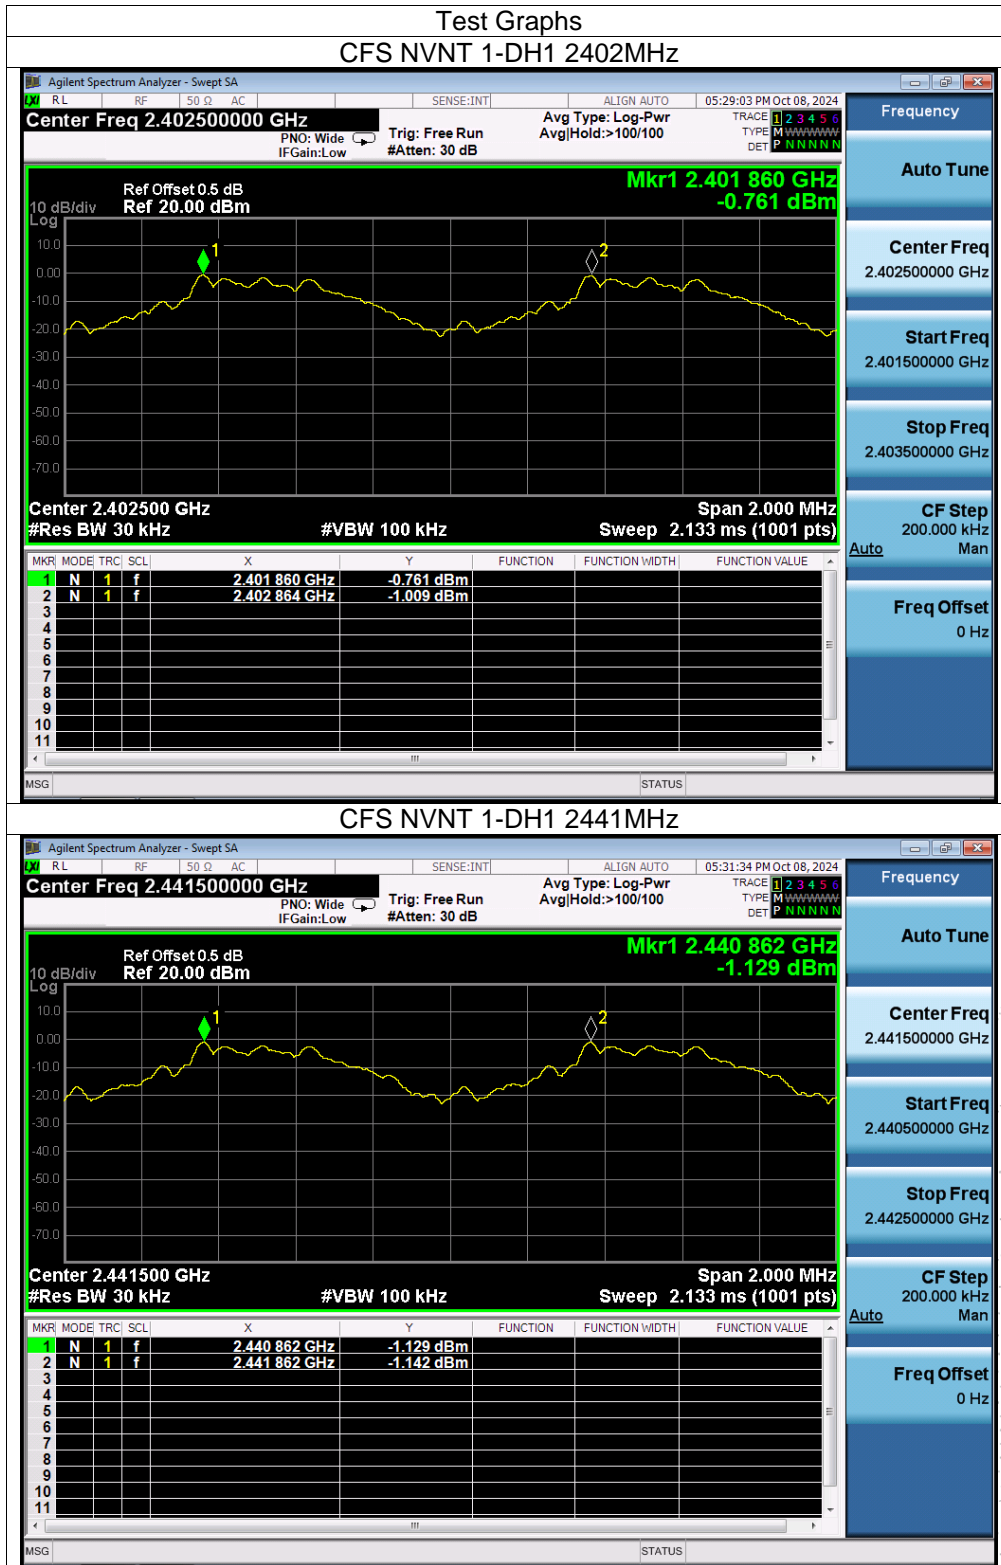 Test Graphs
CFS NVNT 1-DH1 2402MHz
Agilent Spectrum Analyzer - Swept SA
LXI RL RF 50 Ω AC SENSE:INT ALIGN AUTO 05:29:03 PM Oct 08, 2024
Center Freq 2.402500000 GHz
PNO: Wide
IFGain:Low
Trig: Free Run
#Atten: 30 dB
Avg Type: Log-Pwr
Avg|Hold:>100/100
TRACE 1 2 3 4 5 6
TYPE M WWWWW
DET P N N N N N
Mkr1 2.401 860 GHz
-0.761 dBm
Ref Offset 0.5 dB
10 dB/div Ref 20.00 dBm
Log
10.0
0.00
-10.0
-20.0
-30.0
-40.0
-50.0
-60.0
-70.0
1
2
Center 2.402500 GHz Span 2.000 MHz
#Res BW 30 kHz #VBW 100 kHz Sweep 2.133 ms (1001 pts)
MKR MODE TRC SCL X Y FUNCTION FUNCTION WIDTH FUNCTION VALUE
1 N 1 f 2.401 860 GHz -0.761 dBm
2 N 1 f 2.402 864 GHz -1.009 dBm
3
4
5
6
7
8
9
10
11
MSG STATUS
Frequency
Auto Tune
Center Freq
2.402500000 GHz
Start Freq
2.401500000 GHz
Stop Freq
2.403500000 GHz
CF Step
200.000 kHz
Auto Man
Freq Offset
0 Hz
CFS NVNT 1-DH1 2441MHz
Agilent Spectrum Analyzer - Swept SA
LXI RL RF 50 Ω AC SENSE:INT ALIGN AUTO 05:31:34 PM Oct 08, 2024
Center Freq 2.441500000 GHz
PNO: Wide
IFGain:Low
Trig: Free Run
#Atten: 30 dB
Avg Type: Log-Pwr
Avg|Hold:>100/100
TRACE 1 2 3 4 5 6
TYPE M WWWWW
DET P N N N N N
Mkr1 2.440 862 GHz
-1.129 dBm
Ref Offset 0.5 dB
10 dB/div Ref 20.00 dBm
Log
10.0
0.00
-10.0
-20.0
-30.0
-40.0
-50.0
-60.0
-70.0
1
2
Center 2.441500 GHz Span 2.000 MHz
#Res BW 30 kHz #VBW 100 kHz Sweep 2.133 ms (1001 pts)
MKR MODE TRC SCL X Y FUNCTION FUNCTION WIDTH FUNCTION VALUE
1 N 1 f 2.440 862 GHz -1.129 dBm
2 N 1 f 2.441 862 GHz -1.142 dBm
3
4
5
6
7
8
9
10
11
MSG STATUS
Frequency
Auto Tune
Center Freq
2.441500000 GHz
Start Freq
2.440500000 GHz
Stop Freq
2.442500000 GHz
CF Step
200.000 kHz
Auto Man
Freq Offset
0 Hz